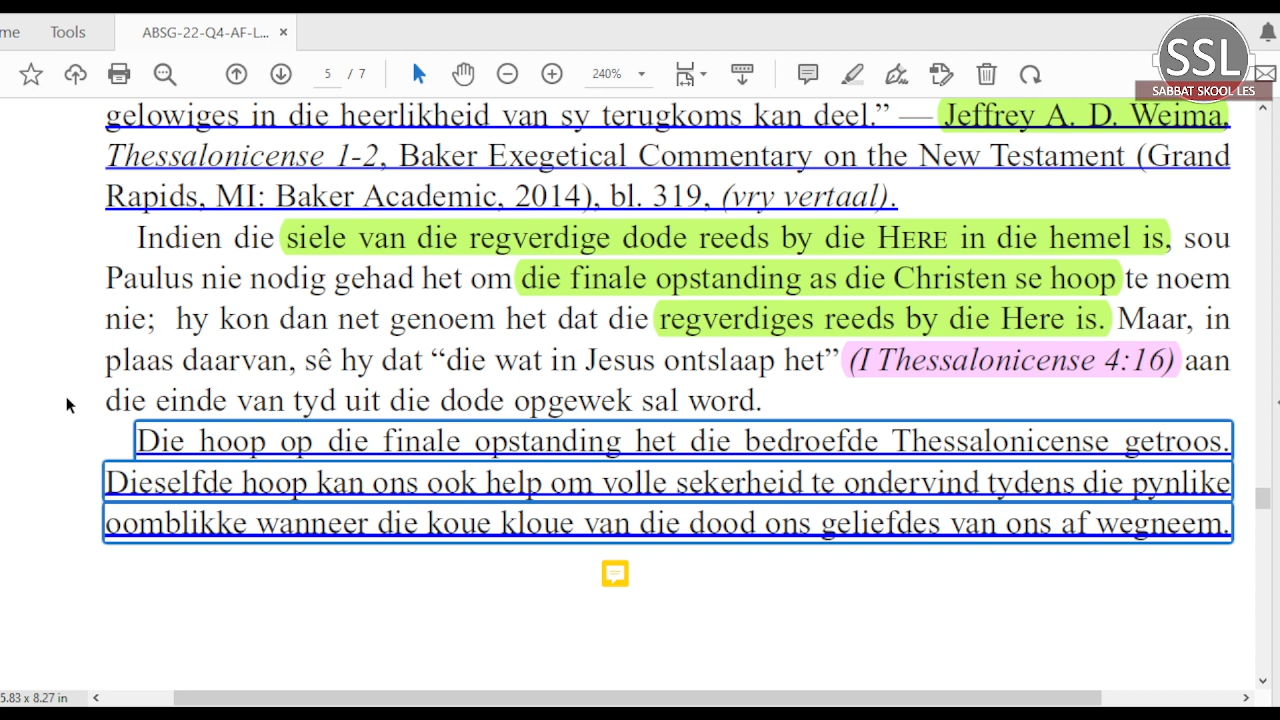 me Tools ABSG-22-Q4-AF-L... ×
5 / 7 240%
SSL
SABBAT SKOOL LES
gelowiges in die heerlikheid van sy terugkoms kan deel.” — Jeffrey A. D. Weima,
Thessalonicense 1-2, Baker Exegetical Commentary on the New Testament (Grand
Rapids, MI: Baker Academic, 2014), bl. 319, (vry vertaal).
Indien die siele van die regverdige dode reeds by die HERE in die hemel is, sou
Paulus nie nodig gehad het om die finale opstanding as die Christen se hoop te noem
nie; hy kon dan net genoem het dat die regverdiges reeds by die Here is. Maar, in
plaas daarvan, sê hy dat “die wat in Jesus ontslaap het” (I Thessalonicense 4:16) aan
die einde van tyd uit die dode opgewek sal word.
Die hoop op die finale opstanding het die bedroefde Thessalonicense getroos.
Dieselfde hoop kan ons ook help om volle sekerheid te ondervind tydens die pynlike
oomblikke wanneer die koue kloue van die dood ons geliefdes van ons af wegneem.
5.83 x 8.27 in